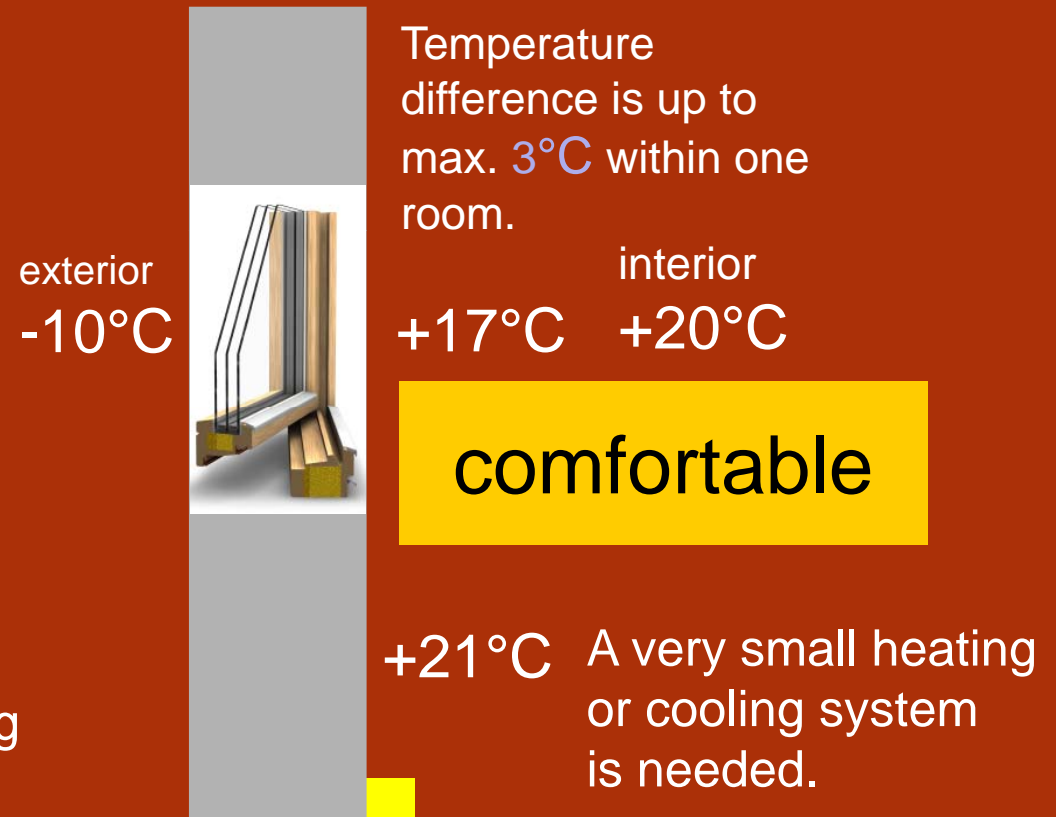 Temperature
difference is up to
max. 3°C within one
room.
exterior
-10°C
interior
+17°C +20°C
comfortable
+21°C
A very small heating
or cooling system
is needed.
g